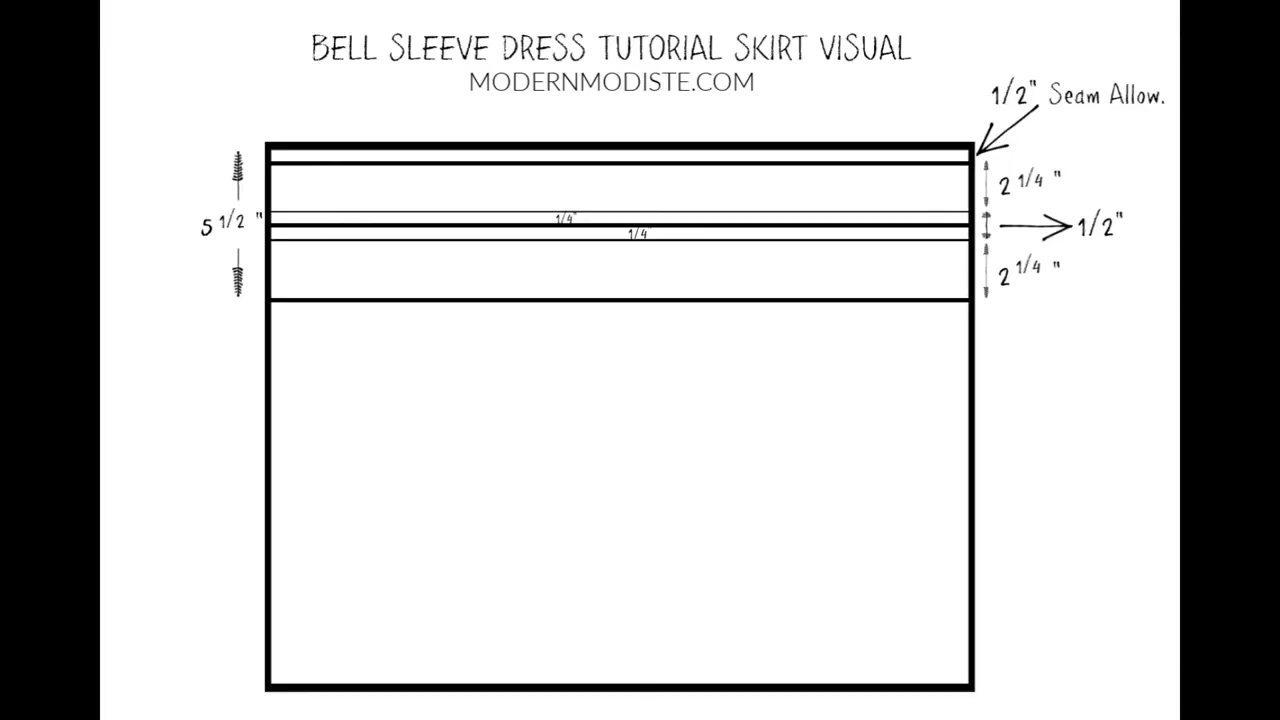 BELL SLEEVE DRESS TUTORIAL SKIRT VISUAL
MODERNMODISTE.COM
1/2" Seam Allow.
2 1/4 "
5 1/2 "
1/4"
1/2"
1/4"
2 1/4 "